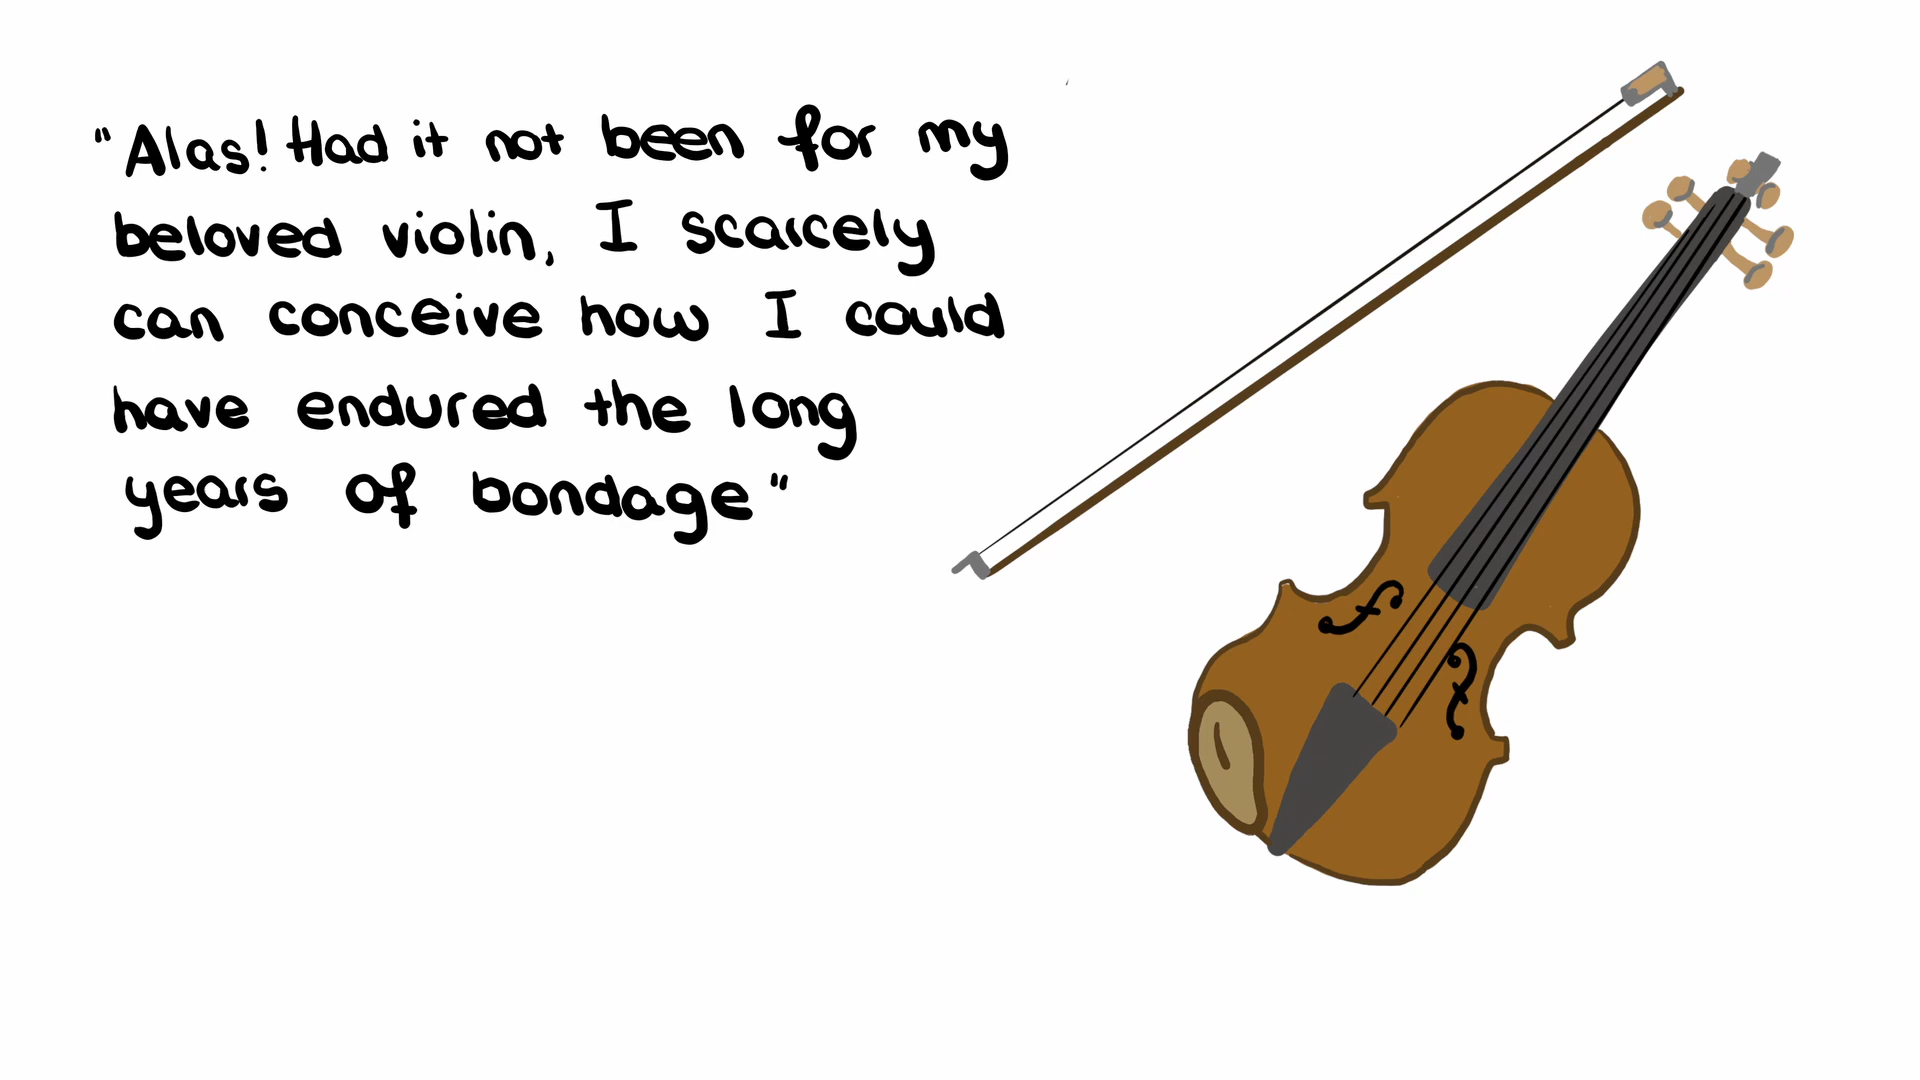 "Alas! Had it not been for my
beloved violin, I scarcely
can conceive how I could
have endured the long
years of bondage"